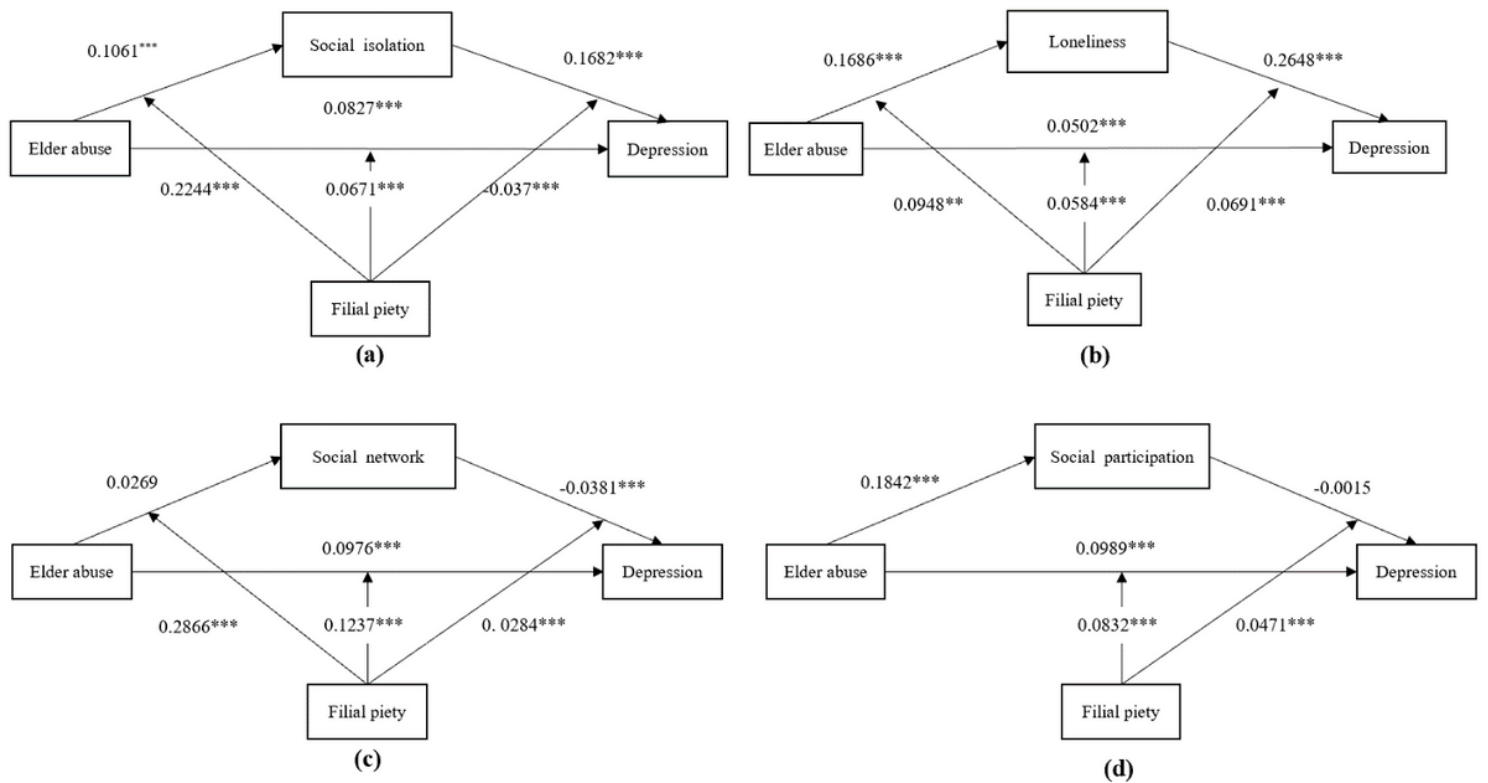 Social isolation
0.1061***
0.1682***
0.0827***
Elder abuse
Depression
0.2244***
0.0671***
-0.037***
Filial piety
(a)
Loneliness
0.1686***
0.2648***
0.0502***
Elder abuse
Depression
0.0948**
0.0584***
0.0691***
Filial piety
(b)
Social network
0.0269
-0.0381***
0.0976***
Elder abuse
Depression
0.2866***
0.1237***
0. 0284***
Filial piety
(c)
Social participation
0.1842***
-0.0015
0.0989***
Elder abuse
Depression
0.0832***
0.0471***
Filial piety
(d)